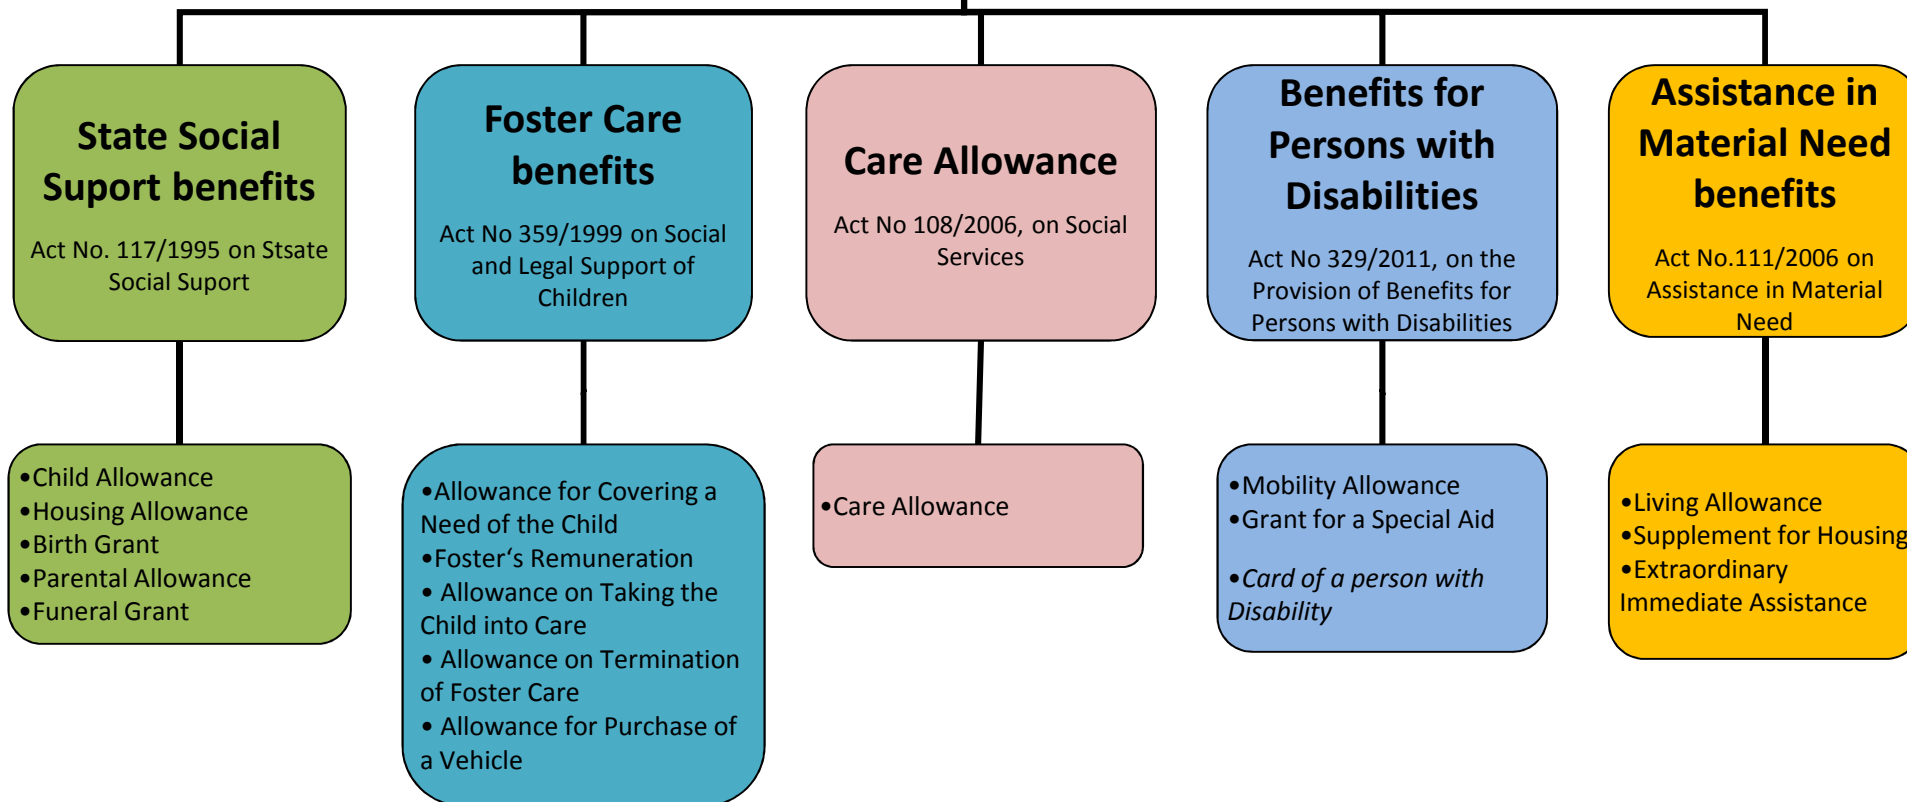 State Social
Suport benefits
Act No. 117/1995 on Stsate
Social Suport
Foster Care
benefits
Act No 359/1999 on Social
and Legal Support of
Children
Care Allowance
Act No 108/2006, on Social
Services
Benefits for
Persons with
Disabilities
Act No 329/2011, on the
Provision of Benefits for
Persons with Disabilities
Assistance in
Material Need
benefits
Act No.111/2006 on
Assistance in Material
Need
•Child Allowance
•Housing Allowance
•Birth Grant
•Parental Allowance
•Funeral Grant
•Allowance for Covering a
Need of the Child
•Foster‘s Remuneration
• Allowance on Taking the
Child into Care
• Allowance on Termination
of Foster Care
• Allowance for Purchase of
a Vehicle
•Care Allowance
•Mobility Allowance
•Grant for a Special Aid
•Card of a person with
Disability
•Living Allowance
•Supplement for Housing
•Extraordinary
Immediate Assistance